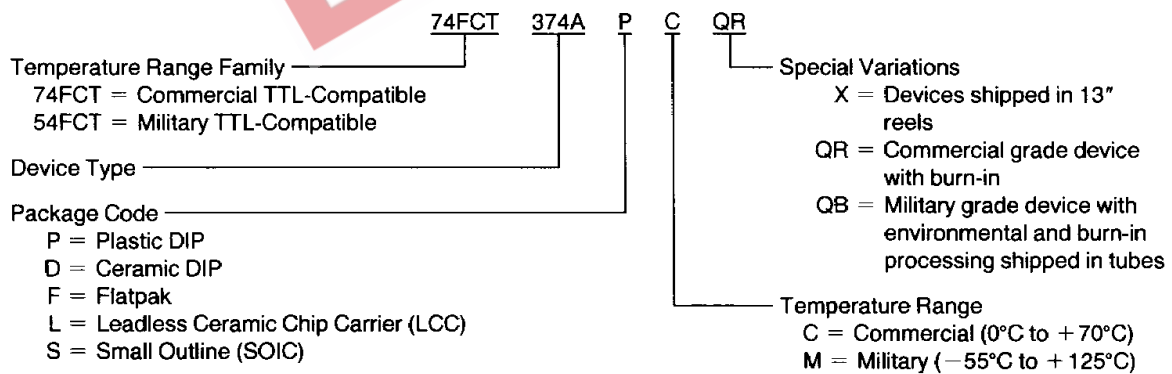 74FCT 374A P C QR
Temperature Range Family
74FCT = Commercial TTL-Compatible
54FCT = Military TTL-Compatible
Device Type
Package Code
P = Plastic DIP
D = Ceramic DIP
F = Flatpak
L = Leadless Ceramic Chip Carrier (LCC)
S = Small Outline (SOIC)
Special Variations
X = Devices shipped in 13″
reels
QR = Commercial grade device
with burn-in
QB = Military grade device with
environmental and burn-in
processing shipped in tubes
Temperature Range
C = Commercial (0°C to +70°C)
M = Military (−55°C to +125°C)